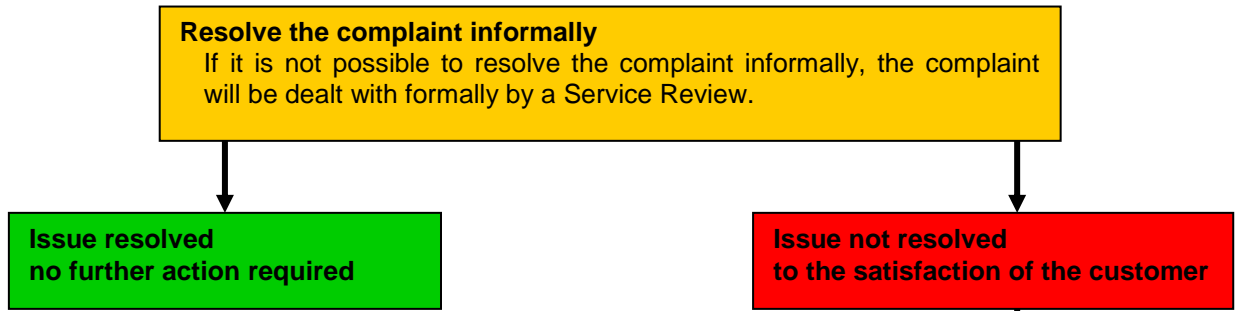 Resolve the complaint informally
If it is not possible to resolve the complaint informally, the complaint
will be dealt with formally by a Service Review.
Issue resolved
no further action required
Issue not resolved
to the satisfaction of the customer